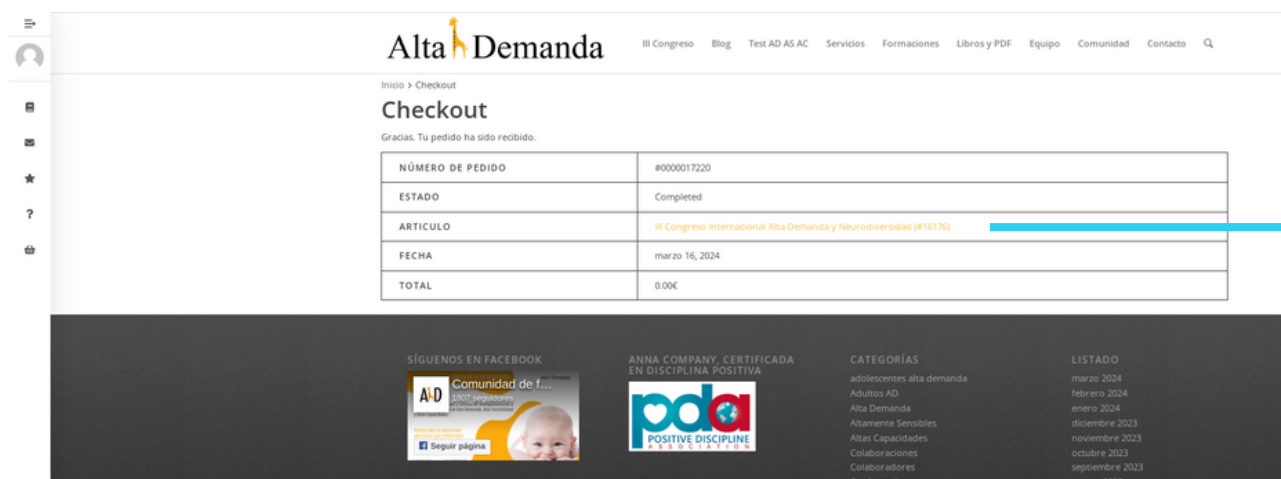 Alta Demanda
III Congreso Blog Test AD AS AC Servicios Formaciones Libros y PDF Equipo Comunidad Contacto
Inicio > Checkout
Checkout
Gracias. Tu pedido ha sido recibido.
NÚMERO DE PEDIDO #0000017220
ESTADO Completed
ARTICULO III Congreso Internacional Alta Demanda y Neurodiversidad (#16176)
FECHA marzo 16, 2024
TOTAL 0.00€
SÍGUENOS EN FACEBOOK
Comunidad de f...
1807 seguidores
Seguir página
ANNA COMPANY, CERTIFICADA
EN DISCIPLINA POSITIVA
pda
POSITIVE DISCIPLINE
ASSOCIATION
CATEGORÍAS
adolescentes alta demanda
Adultos AD
Alta Demanda
Altamente Sensibles
Altas Capacidades
Colaboraciones
Colaboradores
LISTADO
marzo 2024
febrero 2024
enero 2024
diciembre 2023
noviembre 2023
octubre 2023
septiembre 2023